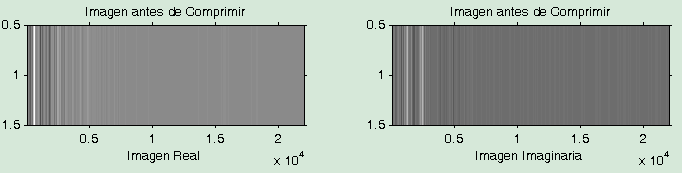 Imagen antes de Comprimir
0.5
1
1.5
0.5 1 1.5 2
Imagen Real
x 10^4
Imagen antes de Comprimir
0.5
1
1.5
0.5 1 1.5 2
Imagen Imaginaria
x 10^4